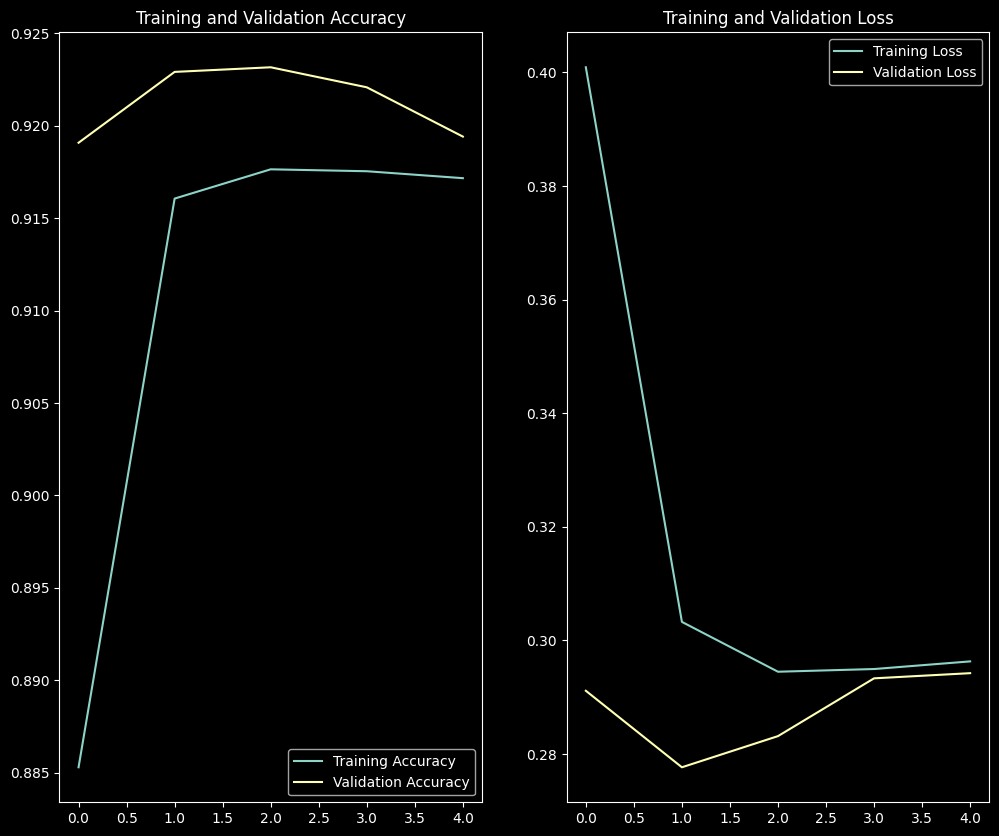 Training and Validation Accuracy
0.925
0.920
0.915
0.910
0.905
0.900
0.895
0.890
0.885
Training Accuracy
Validation Accuracy
0.0 0.5 1.0 1.5 2.0 2.5 3.0 3.5 4.0
Training and Validation Loss
Training Loss
Validation Loss
0.40
0.38
0.36
0.34
0.32
0.30
0.28
0.0 0.5 1.0 1.5 2.0 2.5 3.0 3.5 4.0